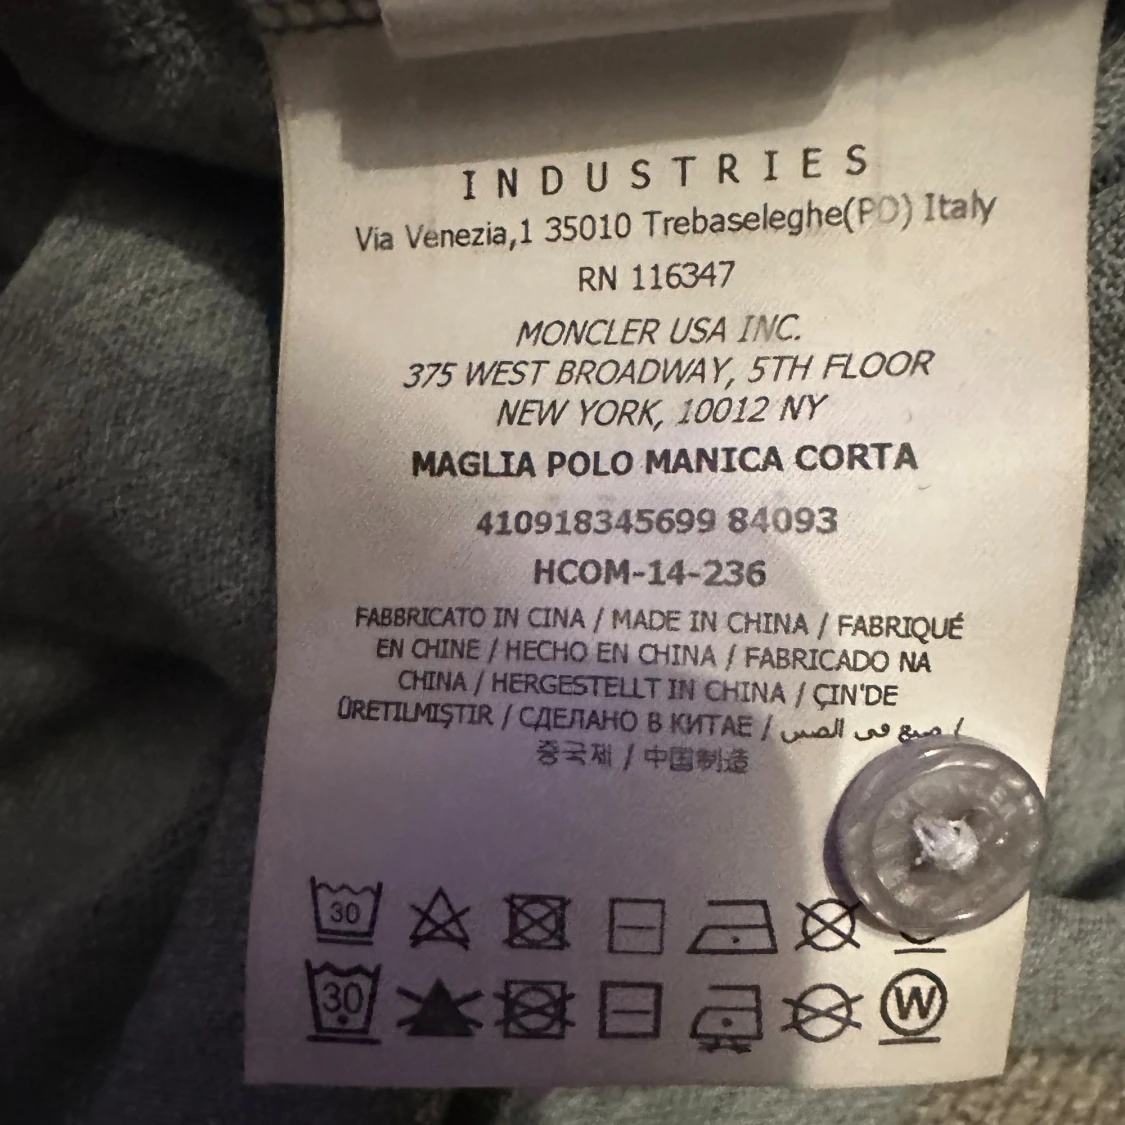 INDUSTRIES
Via Venezia,1 35010 Trebaseleghe(PD) Italy
RN 116347
MONCLER USA INC.
375 WEST BROADWAY, 5TH FLOOR
NEW YORK, 10012 NY
MAGLIA POLO MANICA CORTA
410918345699 84093
HCOM-14-236
FABBRICATO IN CINA / MADE IN CHINA / FABRIQUÉ
EN CHINE / HECHO EN CHINA / FABRICADO NA
CHINA / HERGESTELLT IN CHINA / ÇIN'DE
ÜRETILMIŞTIR / СДЕЛАНО В КИТАЕ / صنع في الصين /
중국제 / 中国制造
30
30 W